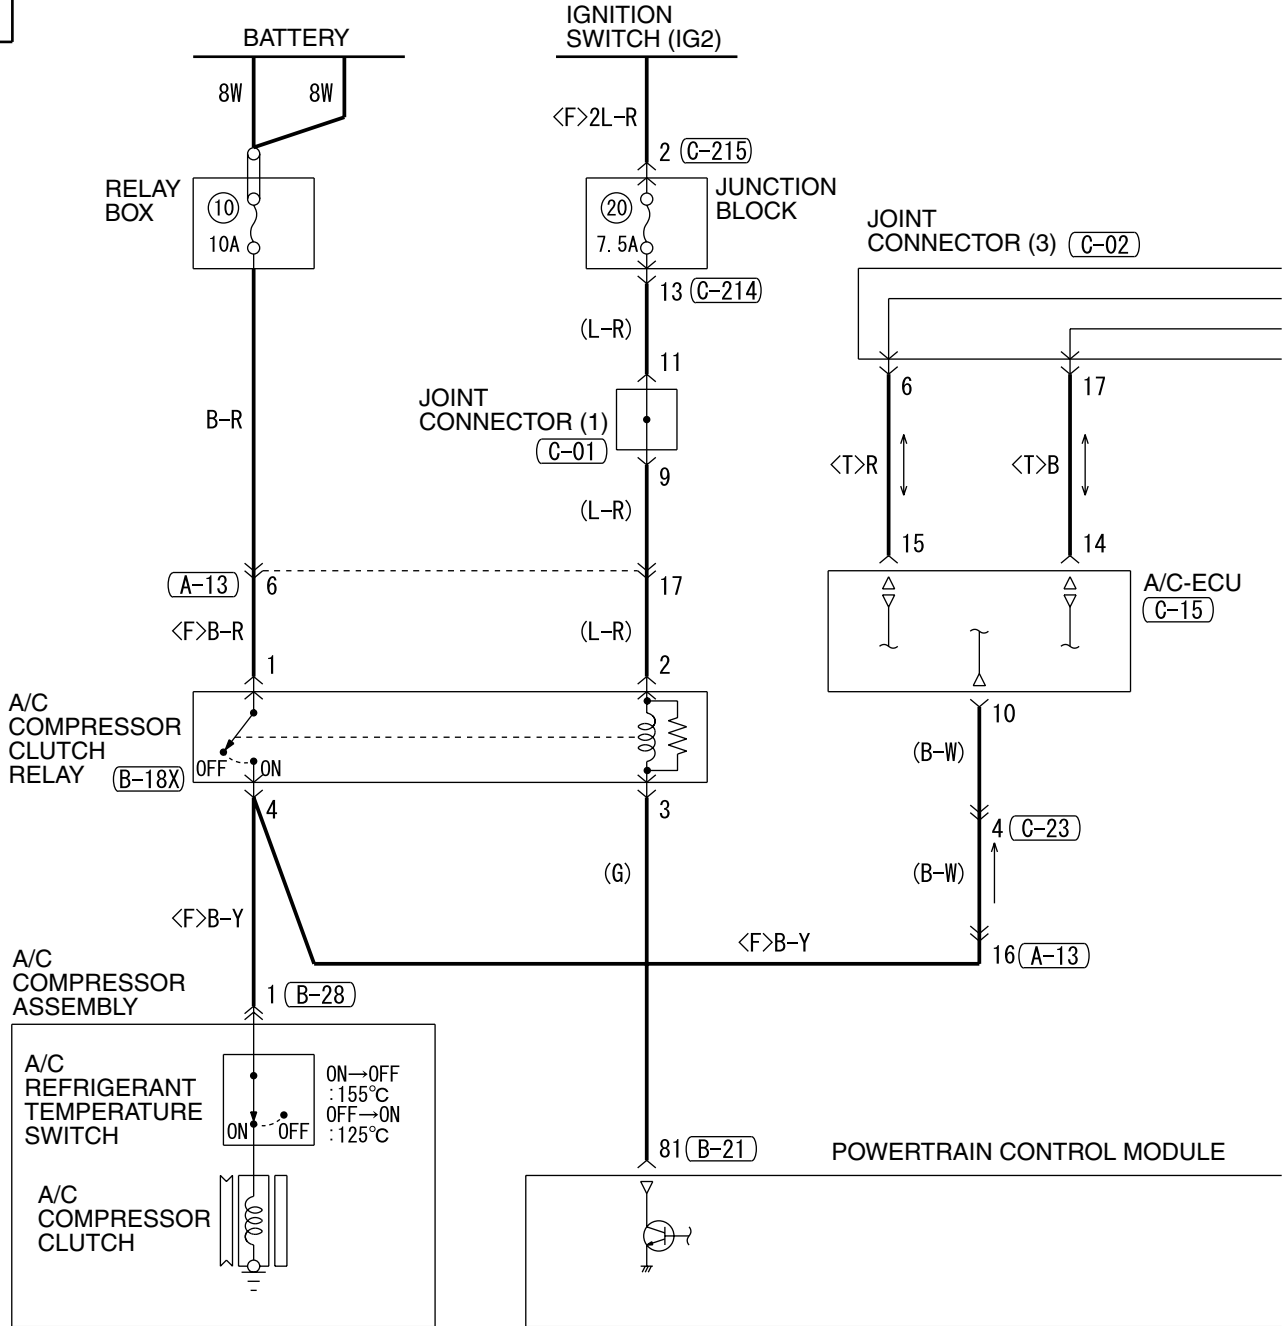 BATTERY
IGNITION
SWITCH (IG2)
8W
8W
<F>2L-R
2 C-215
RELAY
BOX
10
10A
20
7.5A
JUNCTION
BLOCK
JOINT
CONNECTOR (3) C-02
13 C-214
(L-R)
11
JOINT
CONNECTOR (1)
C-01
B-R
9
(L-R)
6
17
<T>R
<T>B
15
14
A-13 6
17
A/C-ECU
C-15
<F>B-R
(L-R)
1
2
A/C
COMPRESSOR
CLUTCH
RELAY B-18X
OFF ON
10
(B-W)
4
3
4 C-23
(G)
(B-W)
<F>B-Y
<F>B-Y
16 A-13
A/C
COMPRESSOR
ASSEMBLY
1 B-28
A/C
REFRIGERANT
TEMPERATURE
SWITCH
ON OFF
ON→OFF
:155℃
OFF→ON
:125℃
81 B-21
POWERTRAIN CONTROL MODULE
A/C
COMPRESSOR
CLUTCH